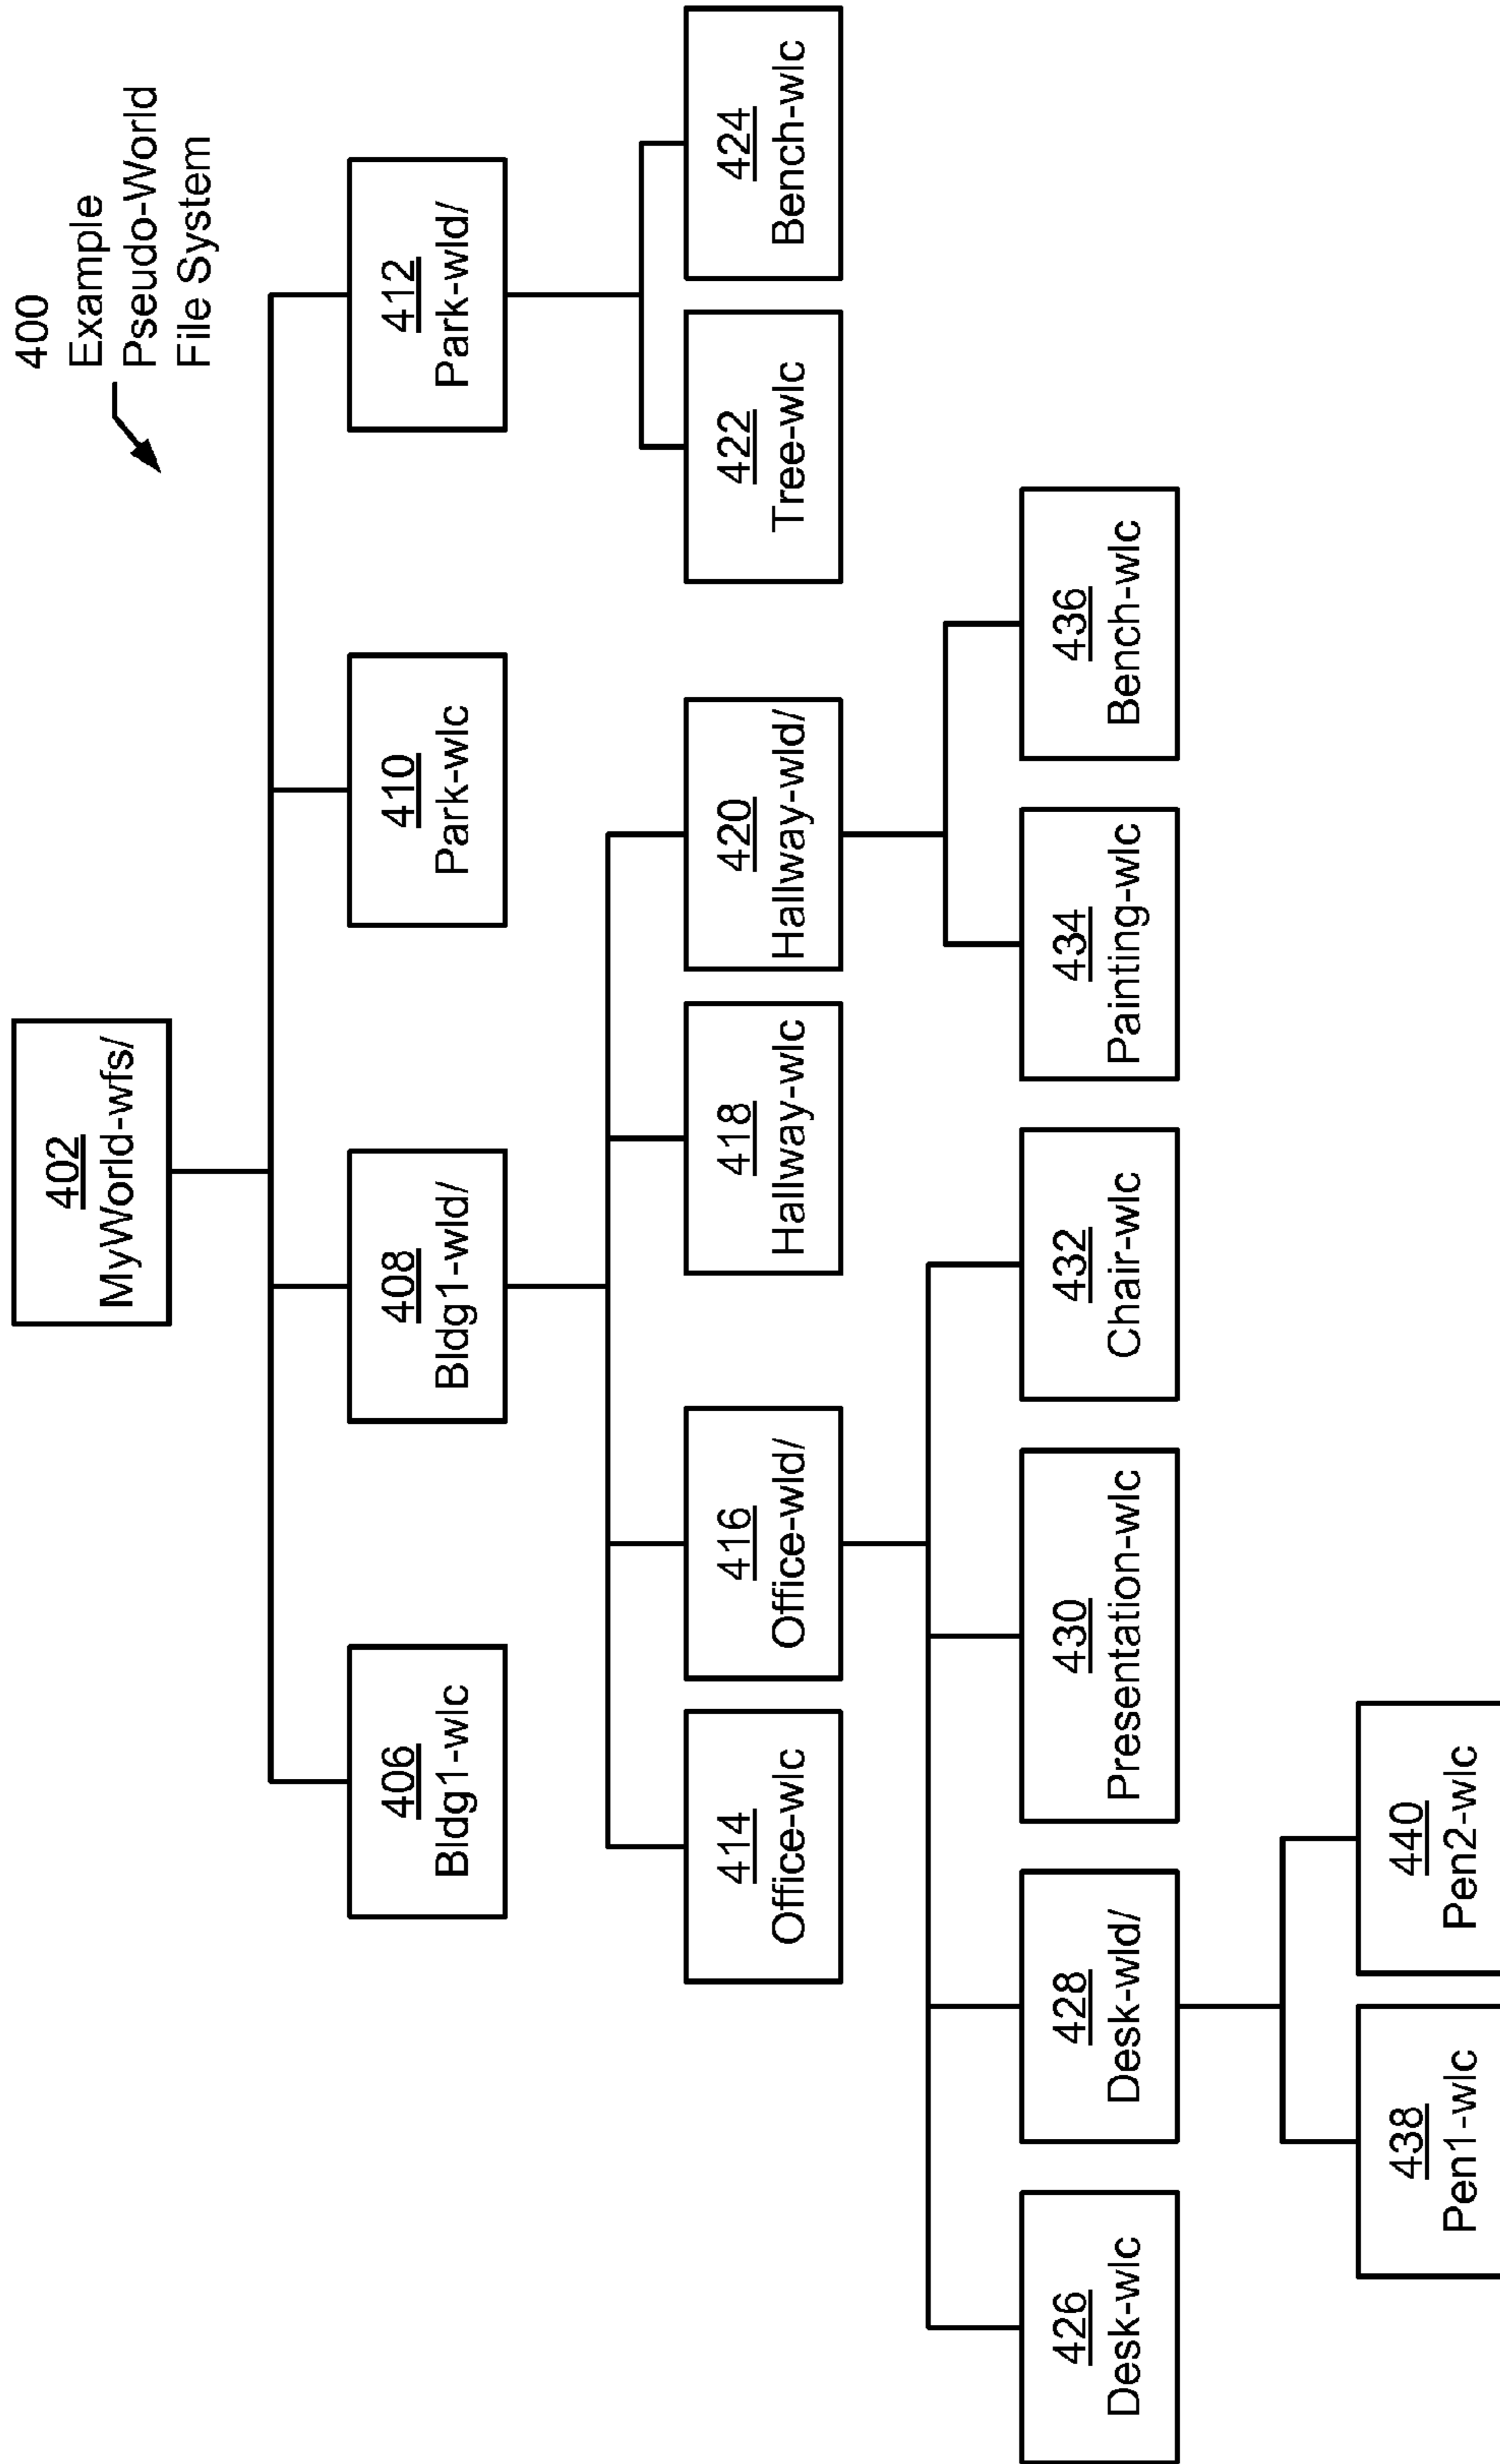 400
Example
Pseudo-World
File System
402
MyWorld-wfs/
406
Bldg1-wlc
408
Bldg1-wld/
410
Park-wlc
412
Park-wld/
414
Office-wlc
416
Office-wld/
418
Hallway-wlc
420
Hallway-wld/
422
Tree-wlc
424
Bench-wlc
426
Desk-wlc
428
Desk-wld/
430
Presentation-wlc
432
Chair-wlc
434
Painting-wlc
436
Bench-wlc
438
Pen1-wlc
440
Pen2-wlc